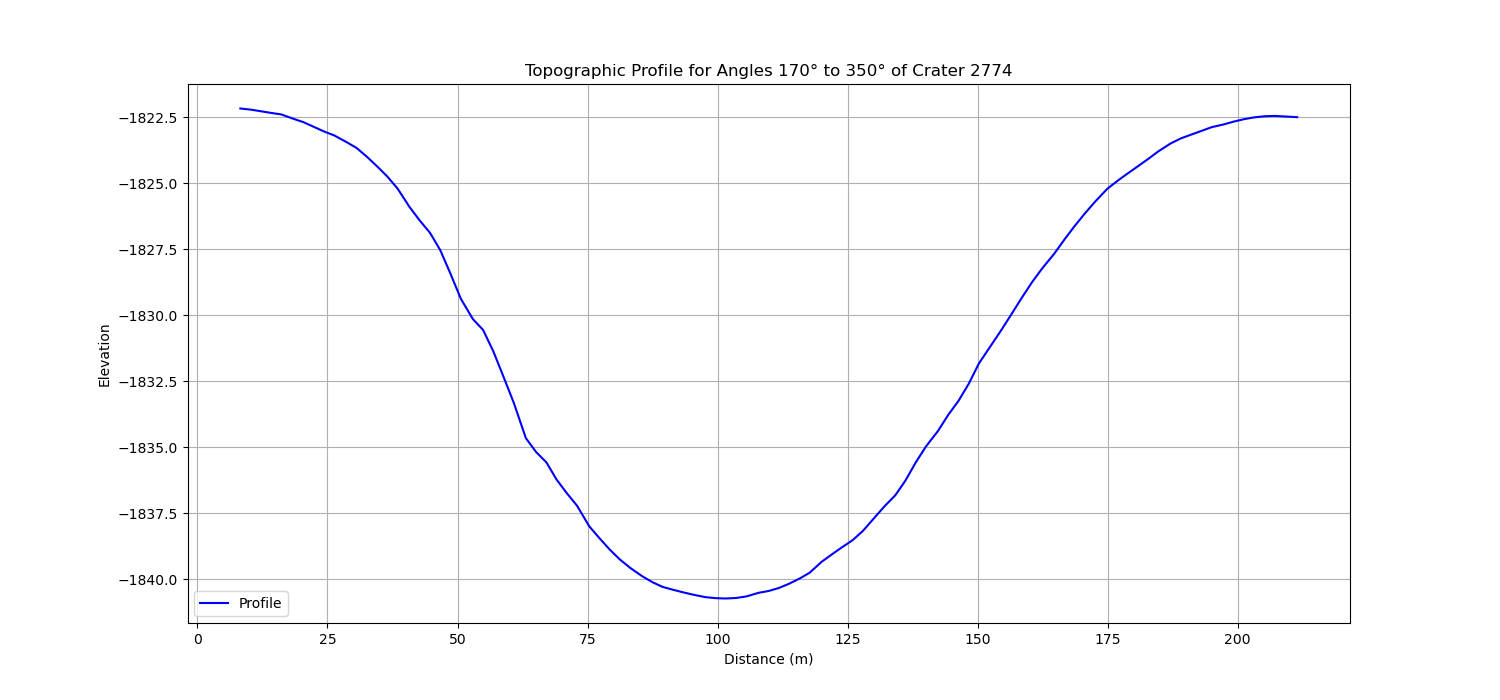 Topographic Profile for Angles 170° to 350° of Crater 2774
Elevation
−1822.5
−1825.0
−1827.5
−1830.0
−1832.5
−1835.0
−1837.5
−1840.0
Profile
0 25 50 75 100 125 150 175 200
Distance (m)